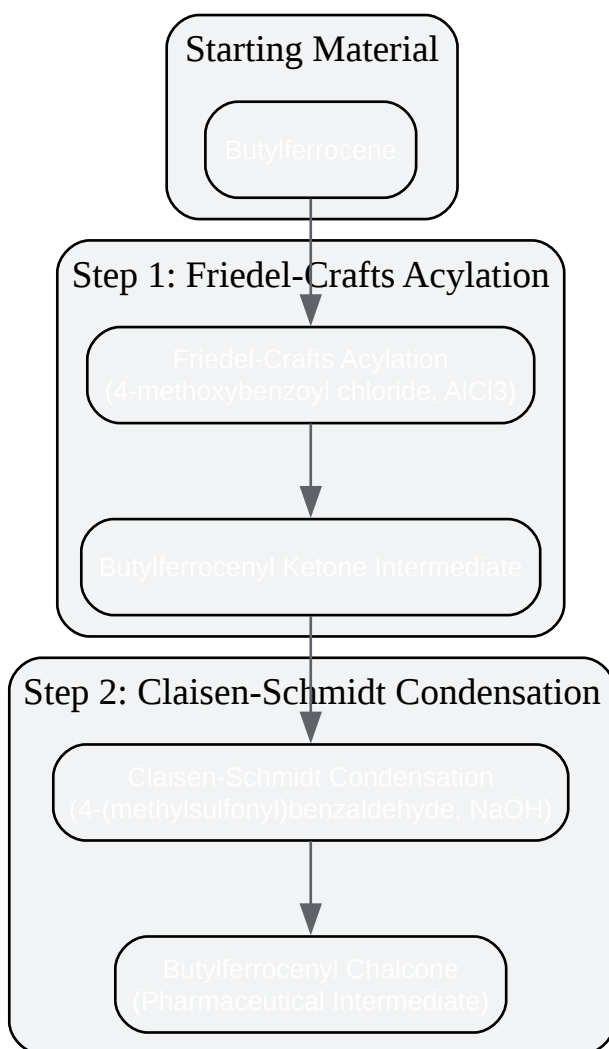 Starting Material
Butylferrocene
Step 1: Friedel-Crafts Acylation
Friedel-Crafts Acylation
(4-methoxybenzoyl chloride, AlCl3)
Butylferrocenyl Ketone Intermediate
Step 2: Claisen-Schmidt Condensation
Claisen-Schmidt Condensation
(4-(methylsulfonyl)benzaldehyde, NaOH)
Butylferrocenyl Chalcone
(Pharmaceutical Intermediate)